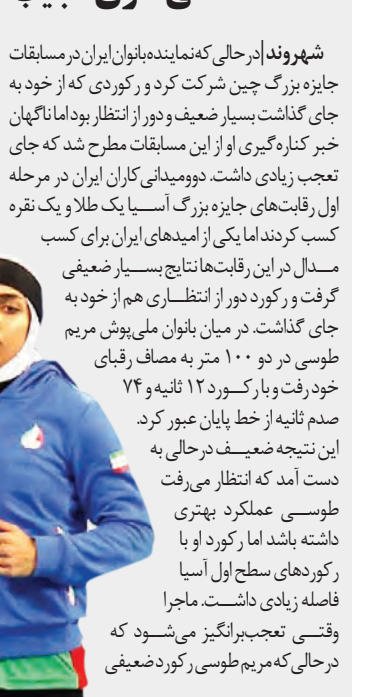 شهروند| در حالی که نماینده بانوان ایران در مسابقات
جایزه بزرگ چین شرکت کرد و رکوردی که از خود به
جای گذاشت بسیار ضعیف و دور از انتظار بود اما ناگهان
خبر کناره‌گیری او از این مسابقات مطرح شد که جای
تعجب زیادی داشت. دوومیدانی‌کاران ایران در مرحله
اول رقابت‌های جایزه بزرگ آسیا یک طلا و یک نقره
کسب کردند اما یکی از امیدهای ایران برای کسب
مدال در این رقابت‌ها نتایج بسیار ضعیفی
گرفت و رکورد دور از انتظاری هم از خود به
جای گذاشت. در میان بانوان ملی‌پوش مریم
طوسی در دو ۱۰۰ متر به مصاف رقبای
خود رفت و با رکورد ۱۲ ثانیه و ۷۴
صدم ثانیه از خط پایان عبور کرد.
این نتیجه ضعیف در حالی به
دست آمد که انتظار می‌رفت
طوسی عملکرد بهتری
داشته باشد اما رکورد او با
رکوردهای سطح اول آسیا
فاصله زیادی داشت. ماجرا
وقتی تعجب‌برانگیز می‌شود که
در حالی که مریم طوسی رکورد ضعیفی